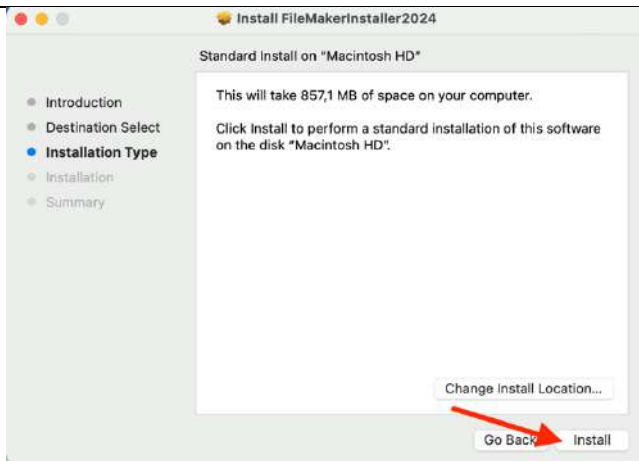 Install FileMakerInstaller2024
Standard Install on "Macintosh HD"
Introduction
Destination Select
Installation Type
Installation
Summary
This will take 857,1 MB of space on your computer.
Click Install to perform a standard installation of this software
on the disk "Macintosh HD".
Change Install Location...
Go Back
Install